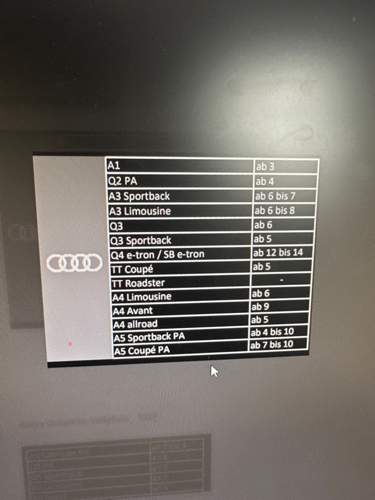 A1 ab 3
Q2 PA ab 4
A3 Sportback ab 6 bis 7
A3 Limousine ab 6 bis 8
Q3 ab 6
Q3 Sportback ab 5
Q4 e-tron / SB e-tron ab 12 bis 14
TT Coupé ab 5
TT Roadster -
A4 Limousine ab 6
A4 Avant ab 9
A4 allroad ab 5
A5 Sportback PA ab 4 bis 10
A5 Coupé PA ab 7 bis 10